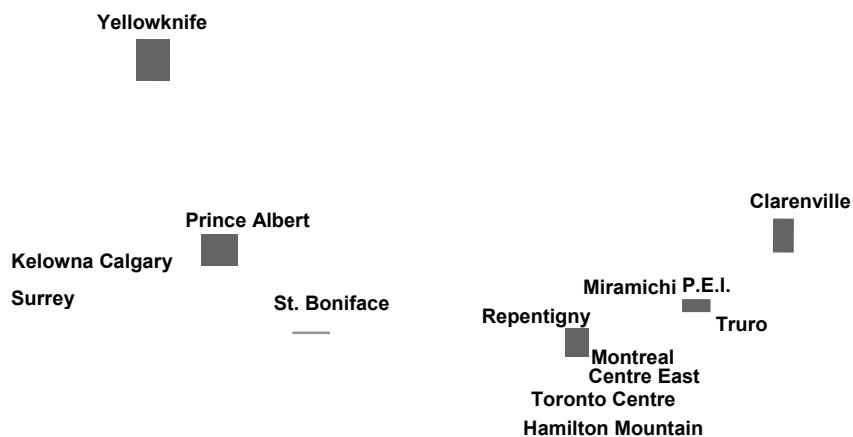 Yellowknife
Clarenville
Prince Albert
Kelowna Calgary
Miramichi P.E.I.
Surrey
St. Boniface
Repentigny
Truro
Montreal
Centre East
Toronto Centre
Hamilton Mountain